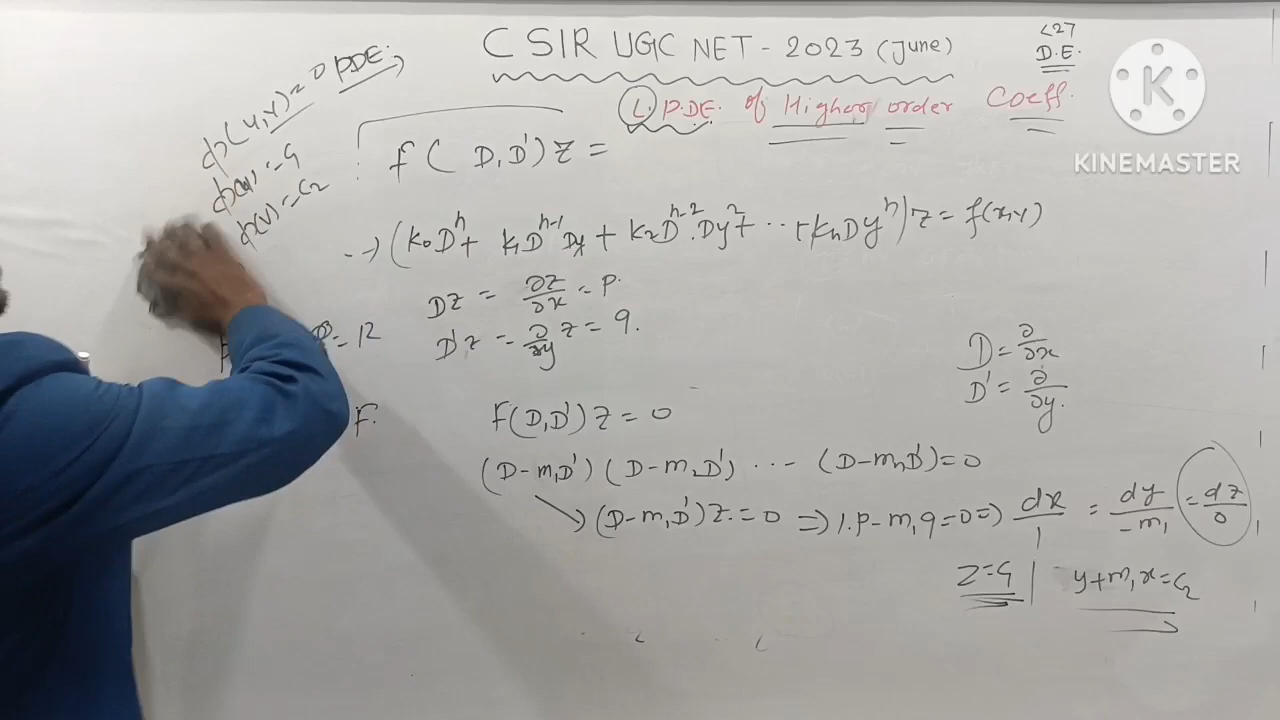 CSIR UGC NET - 2023 (June)
<27
D.E.
L. P.D.E. of Higher order Coeff.
KINEMASTER
ϕ(u,v)=0 PDE;
ϕ(u)=C1
ϕ(v)=C2
f(D,D')Z=
→(k₀Dⁿ+ k₁Dⁿ⁻¹Dy + k₂Dⁿ⁻².Dy²+ ... +kₙDyⁿ)z = f(x,y)
DZ = ∂z/∂x = P.
D'z = ∂/∂y z = q.
= 12
D = ∂/∂x
D' = ∂/∂y.
F.
F(D,D')Z=0
(D-m₁D')(D-m₂D') ... (D-mₙD')=0
→(D-m₁D')Z.=0 ⇒ 1.P-m₁q=0 ⇒ dx/1 = dy/-m₁ = dz/0
Z=C1 | y+m₁x=C2